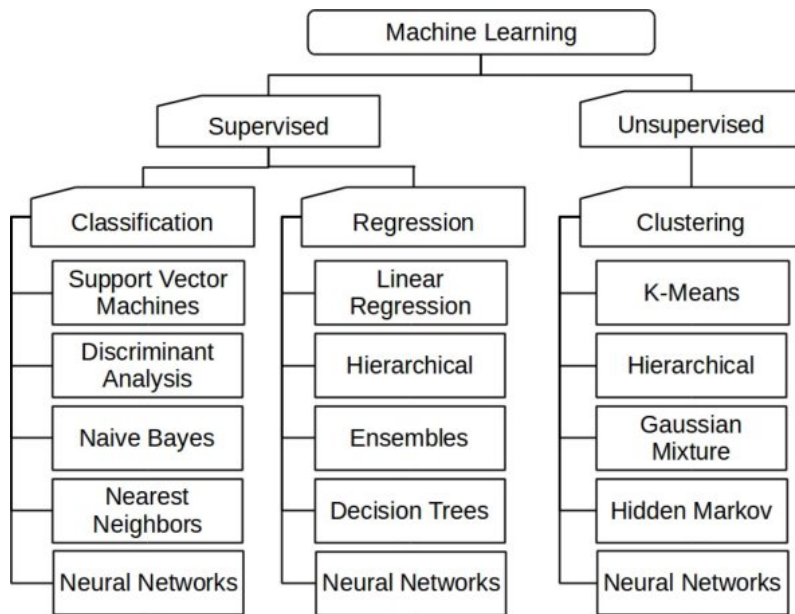 Machine Learning
Supervised
Unsupervised
Classification
Regression
Clustering
Support Vector
Machines
Linear
Regression
K-Means
Discriminant
Analysis
Hierarchical
Hierarchical
Naive Bayes
Ensembles
Gaussian
Mixture
Nearest
Neighbors
Decision Trees
Hidden Markov
Neural Networks
Neural Networks
Neural Networks